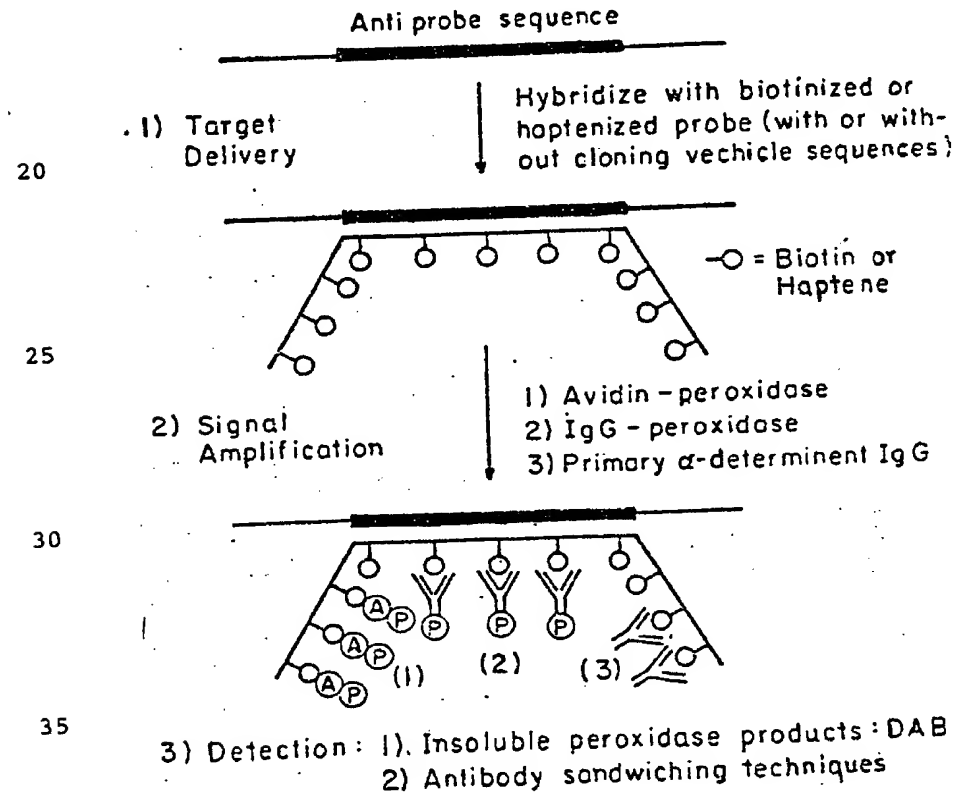 Anti probe sequence
. 1) Target
Delivery
Hybridize with biotinized or
haptenized probe (with or with-
out cloning vechicle sequences)
20
= Biotin or
Haptene
25
2) Signal
Amplification
1) Avidin - peroxidase
2) IgG - peroxidase
3) Primary α-determinent IgG
30
A P
A P
A P
(1)
P P P
(2)
(3)
35
3) Detection: 1). Insoluble peroxidase products: DAB
2) Antibody sandwiching techniques